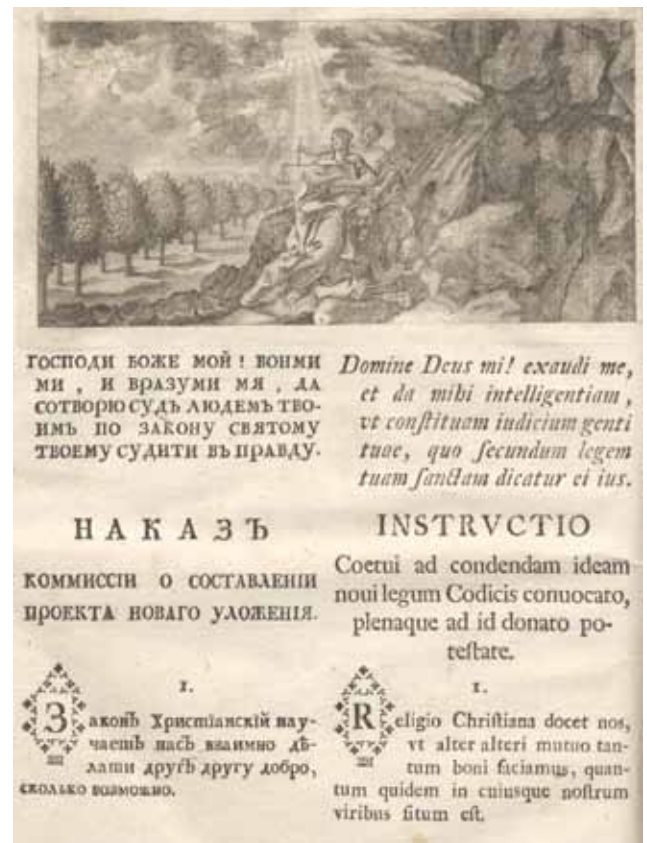 ГОСПОДИ БОЖЕ МОЙ ! ВОНМИ
МИ , И ВРАЗУМИ МЯ , ДА
СОТВОРЮ СУДЪ ЛЮДЕМЪ ТВО-
ИМЪ ПО ЗАКОНУ СВЯТОМУ
ТВОЕМУ СУДИТИ ВЪ ПРАВДУ.
НАКАЗЪ
КОММИССІИ О СОСТАВЛЕНІИ
ПРОЕКТА НОВАГО УЛОЖЕНІЯ.
1.
Законъ Христіанскій нау-
чаетъ насъ взаимно дѣ-
лати другъ другу добро,
сколько возможно.
Domine Deus mi! exaudi me,
et da mihi intelligentiam ,
vt conſtituam iudicium genti
tuae, quo ſecundum legem
tuam ſanctam dicatur ei ius.
INSTRVCTIO
Coetui ad condendam ideam
noui legum Codicis conuocato,
plenaque ad id donato po-
teſtate.
1.
Religio Chriſtiana docet nos,
vt alter alteri mutuo tan-
tum boni faciamus, quan-
tum quidem in cuiusque noſtrum
viribus ſitum eſt.